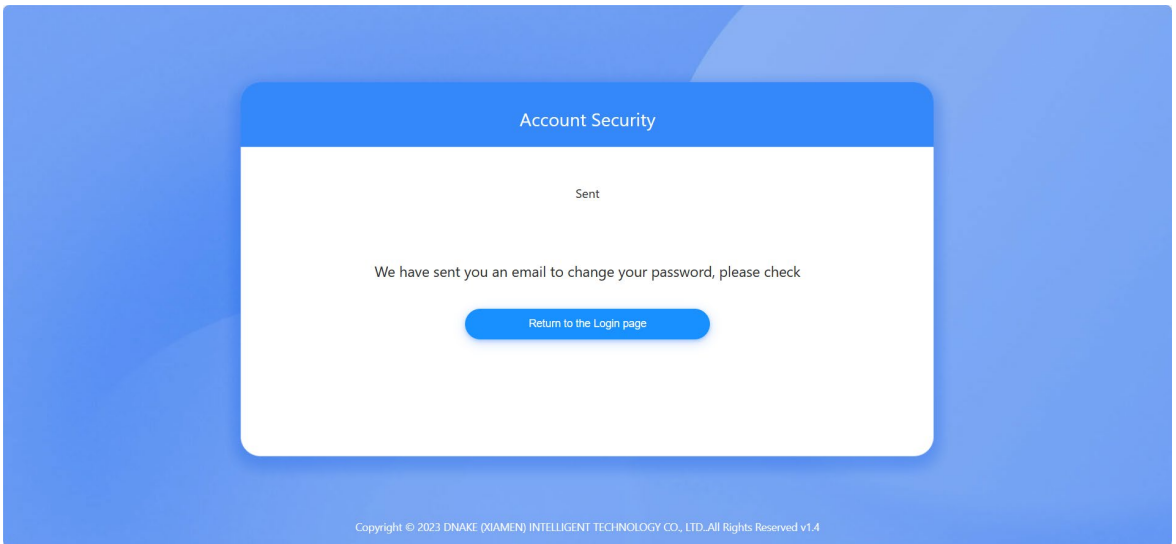 Account Security
Sent
We have sent you an email to change your password, please check
Return to the Login page
Copyright © 2023 DNAKE (XIAMEN) INTELLIGENT TECHNOLOGY CO., LTD..All Rights Reserved v1.4